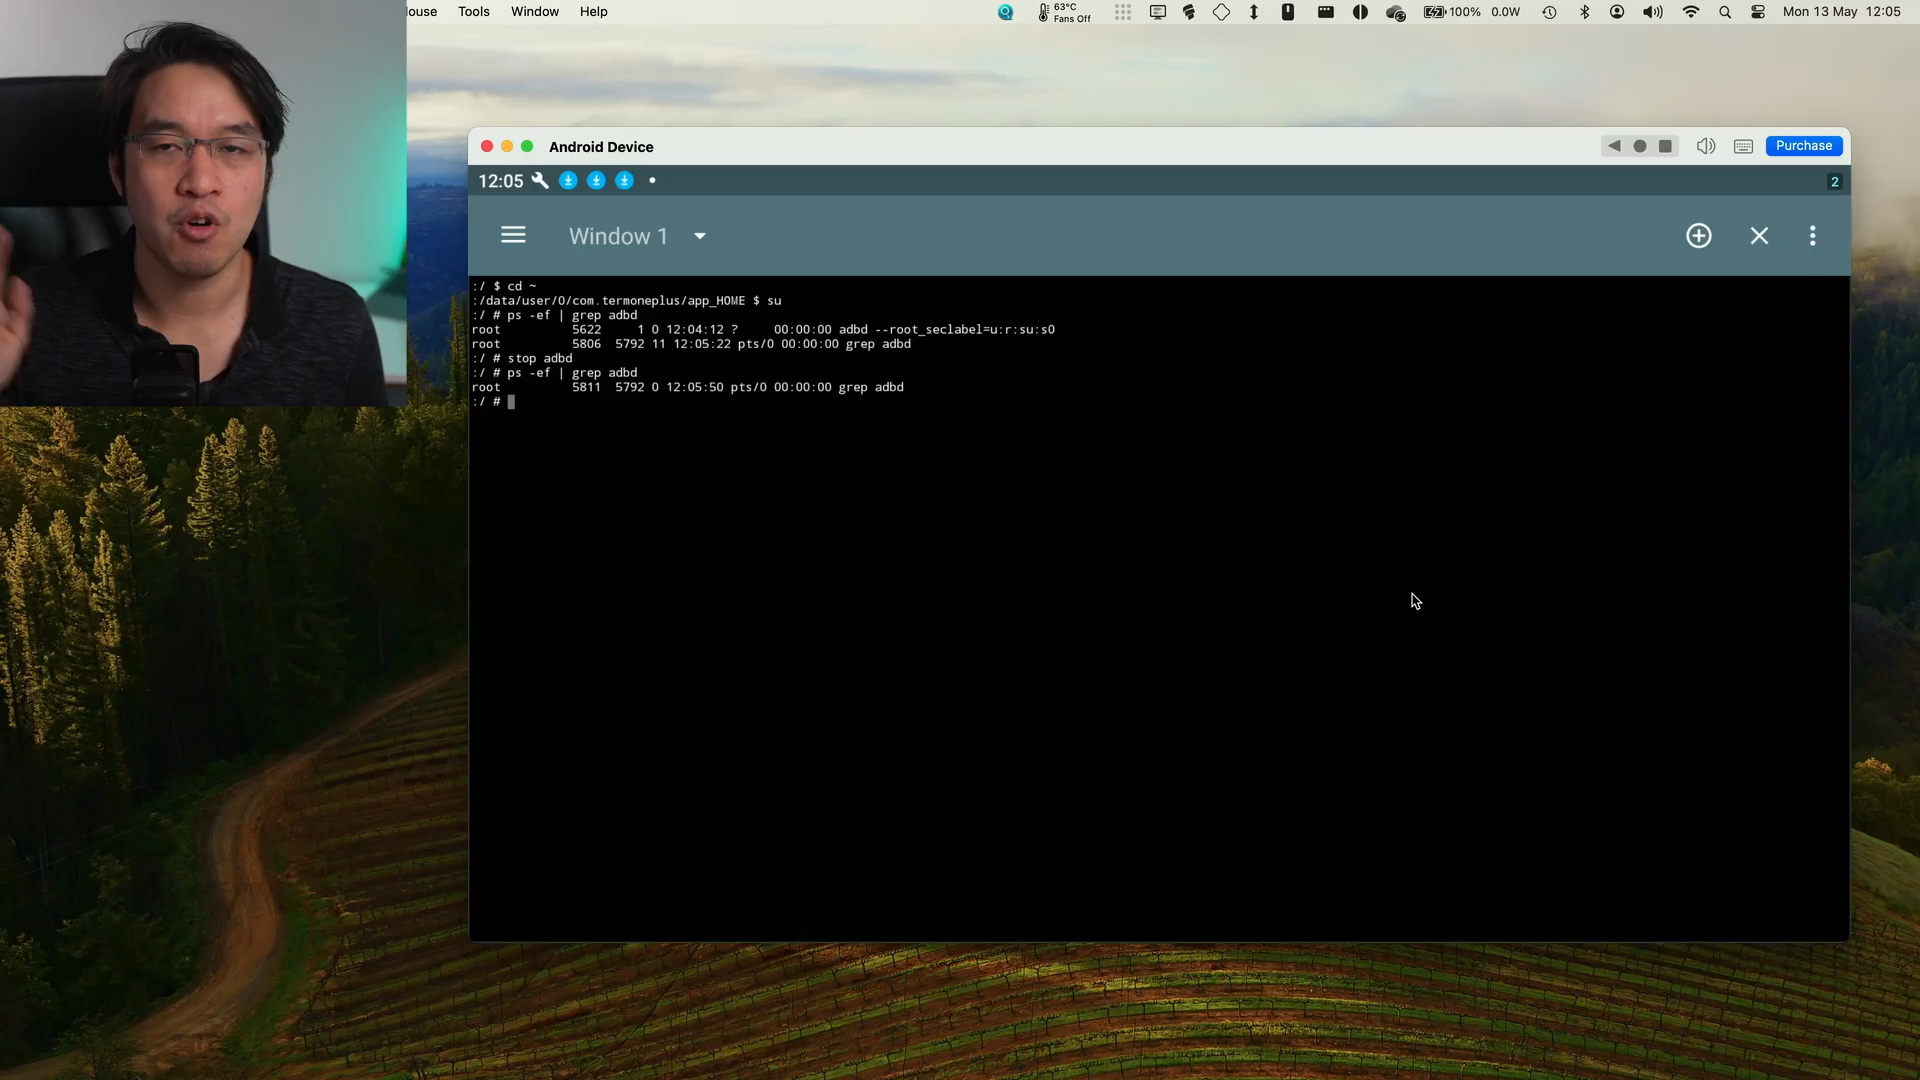 Tools Window Help 63°C Fans Off 100% 0.0W Mon 13 May 12:05
Android Device Purchase
12:05 2
Window 1
:/ $ cd ~
:/data/user/0/com.termoneplus/app_HOME $ su
:/ # ps -ef | grep adbd
root 5622 1 0 12:04:12 ? 00:00:00 adbd --root_seclabel=u:r:su:s0
root 5806 5792 11 12:05:22 pts/0 00:00:00 grep adbd
:/ # stop adbd
:/ # ps -ef | grep adbd
root 5811 5792 0 12:05:50 pts/0 00:00:00 grep adbd
:/ #